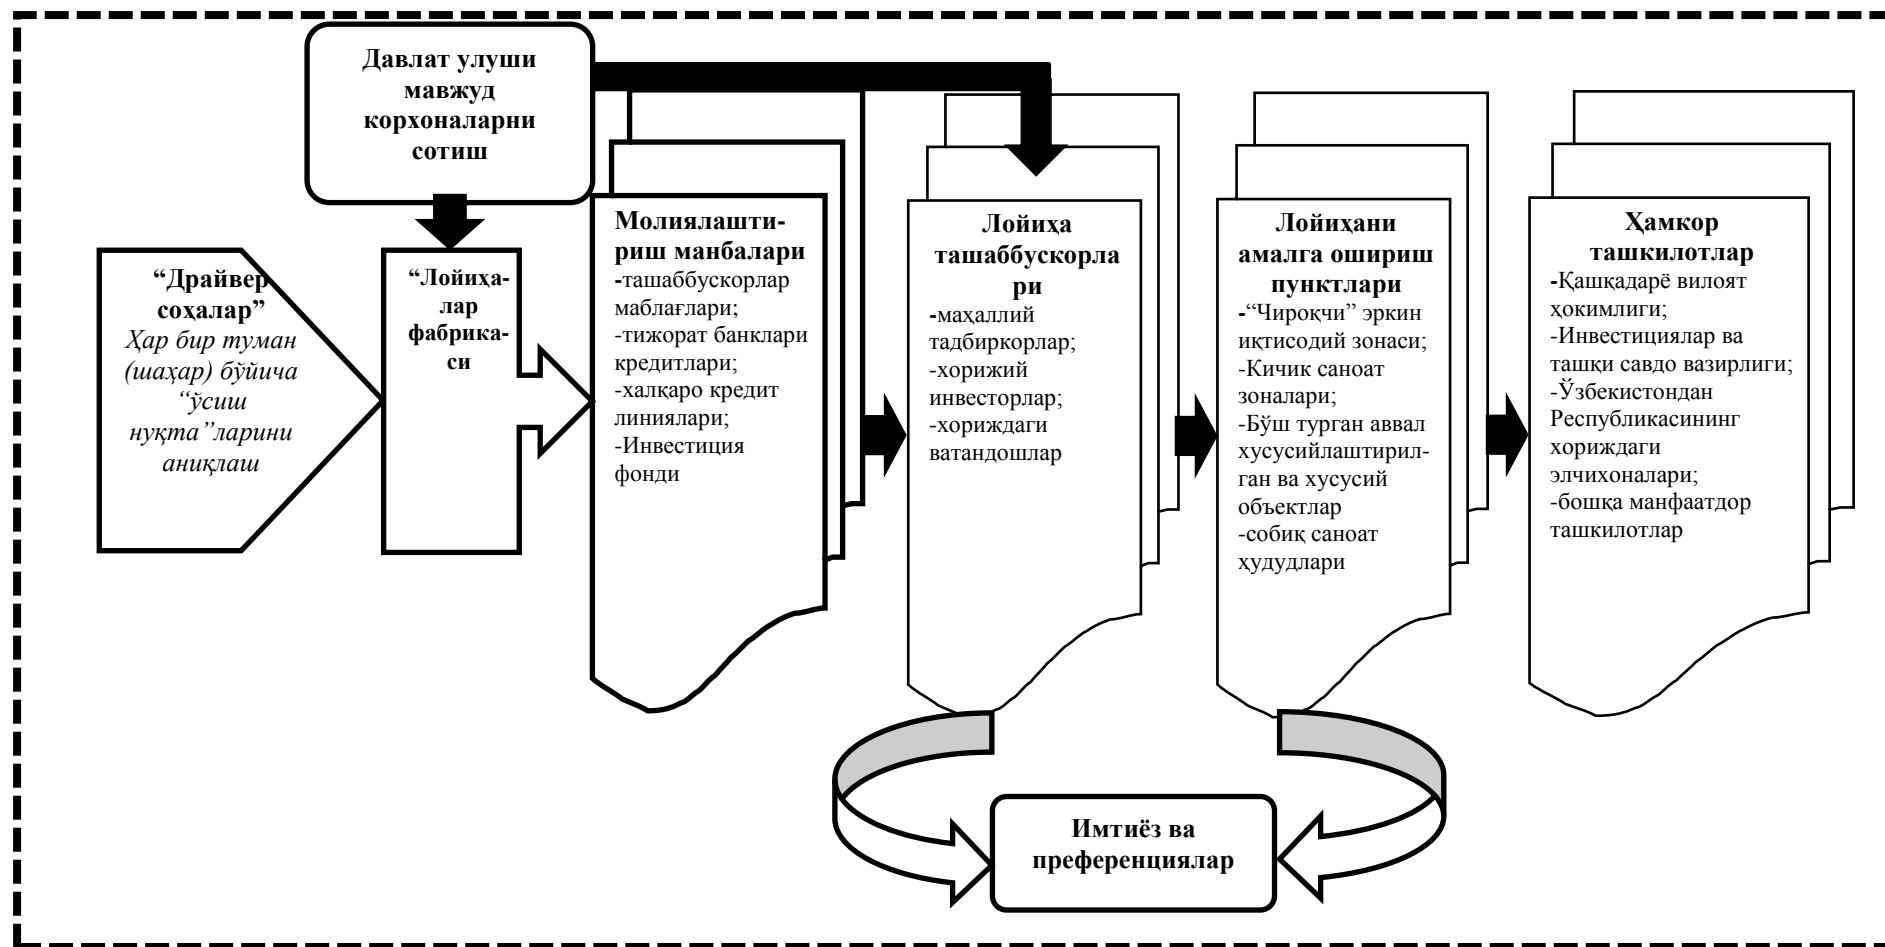 Давлат улуши
мавжуд
корхоналарни
сотиш
“Драйвер
соҳалар”
Ҳар бир туман
(шаҳар) бўйича
“ўсиш
нуқта”ларини
аниқлаш
“Лойиҳа-
лар
фабрика-
си
Молиялашти-
риш манбалари
-ташаббускорлар
маблағлари;
-тижорат банклари
кредитлари;
-халқаро кредит
линиялари;
-Инвестиция
фонди
Лойиҳа
ташаббускорла
ри
-маҳаллий
тадбиркорлар;
-хорижий
инвесторлар;
-хориждаги
ватандошлар
Лойиҳани
амалга ошириш
пунктлари
-“Чироқчи” эркин
иқтисодий зонаси;
-Кичик саноат
зоналари;
-Бўш турган аввал
хусусийлаштирил-
ган ва хусусий
объектлар
-собиқ саноат
ҳудудлари
Ҳамкор
ташкилотлар
-Қашқадарё вилоят
ҳокимлиги;
-Инвестициялар ва
ташқи савдо вазирлиги;
-Ўзбекистондан
Республикасининг
хориждаги
элчихоналари;
-бошқа манфаатдор
ташкилотлар
Имтиёз ва
преференциялар